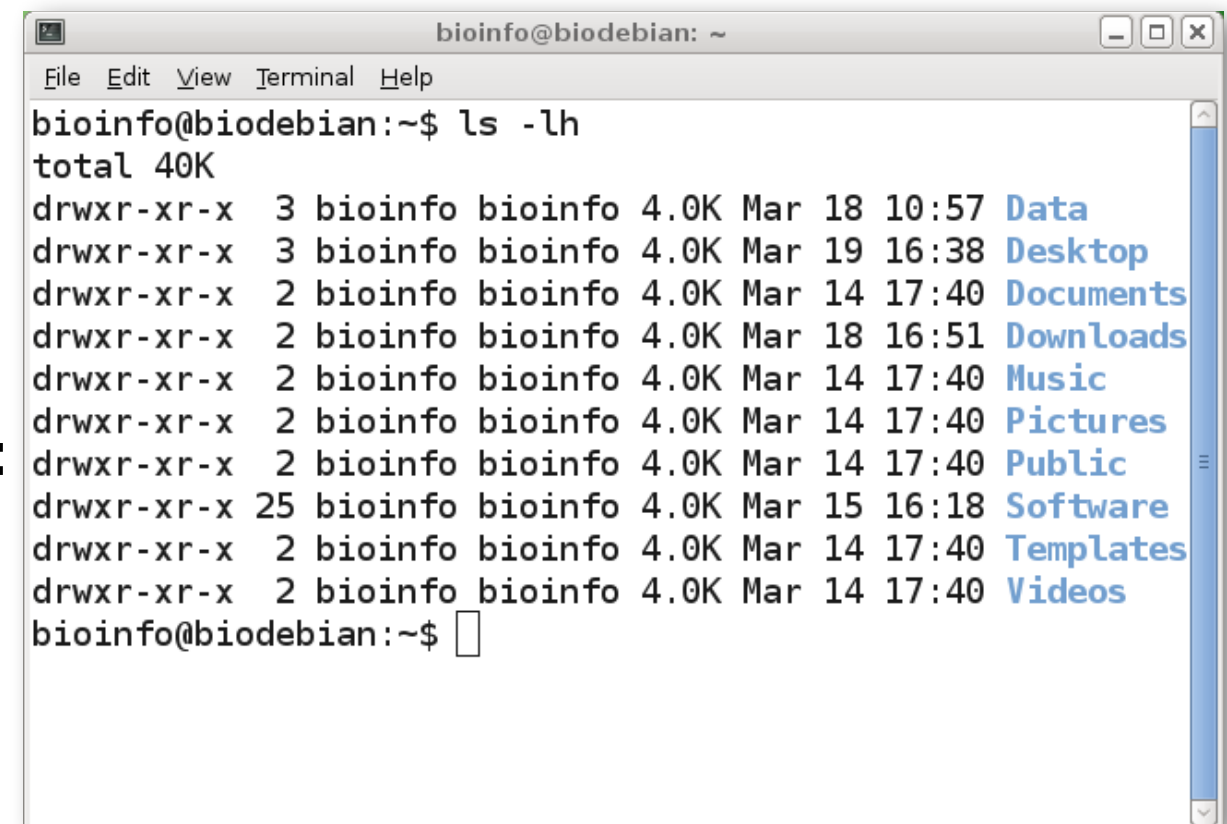 bioinfo@biodebian: ~
File Edit View Terminal Help
bioinfo@biodebian:~$ ls -lh
total 40K
drwxr-xr-x  3 bioinfo bioinfo 4.0K Mar 18 10:57 Data
drwxr-xr-x  3 bioinfo bioinfo 4.0K Mar 19 16:38 Desktop
drwxr-xr-x  2 bioinfo bioinfo 4.0K Mar 14 17:40 Documents
drwxr-xr-x  2 bioinfo bioinfo 4.0K Mar 18 16:51 Downloads
drwxr-xr-x  2 bioinfo bioinfo 4.0K Mar 14 17:40 Music
drwxr-xr-x  2 bioinfo bioinfo 4.0K Mar 14 17:40 Pictures
drwxr-xr-x  2 bioinfo bioinfo 4.0K Mar 14 17:40 Public
drwxr-xr-x 25 bioinfo bioinfo 4.0K Mar 15 16:18 Software
drwxr-xr-x  2 bioinfo bioinfo 4.0K Mar 14 17:40 Templates
drwxr-xr-x  2 bioinfo bioinfo 4.0K Mar 14 17:40 Videos
bioinfo@biodebian:~$